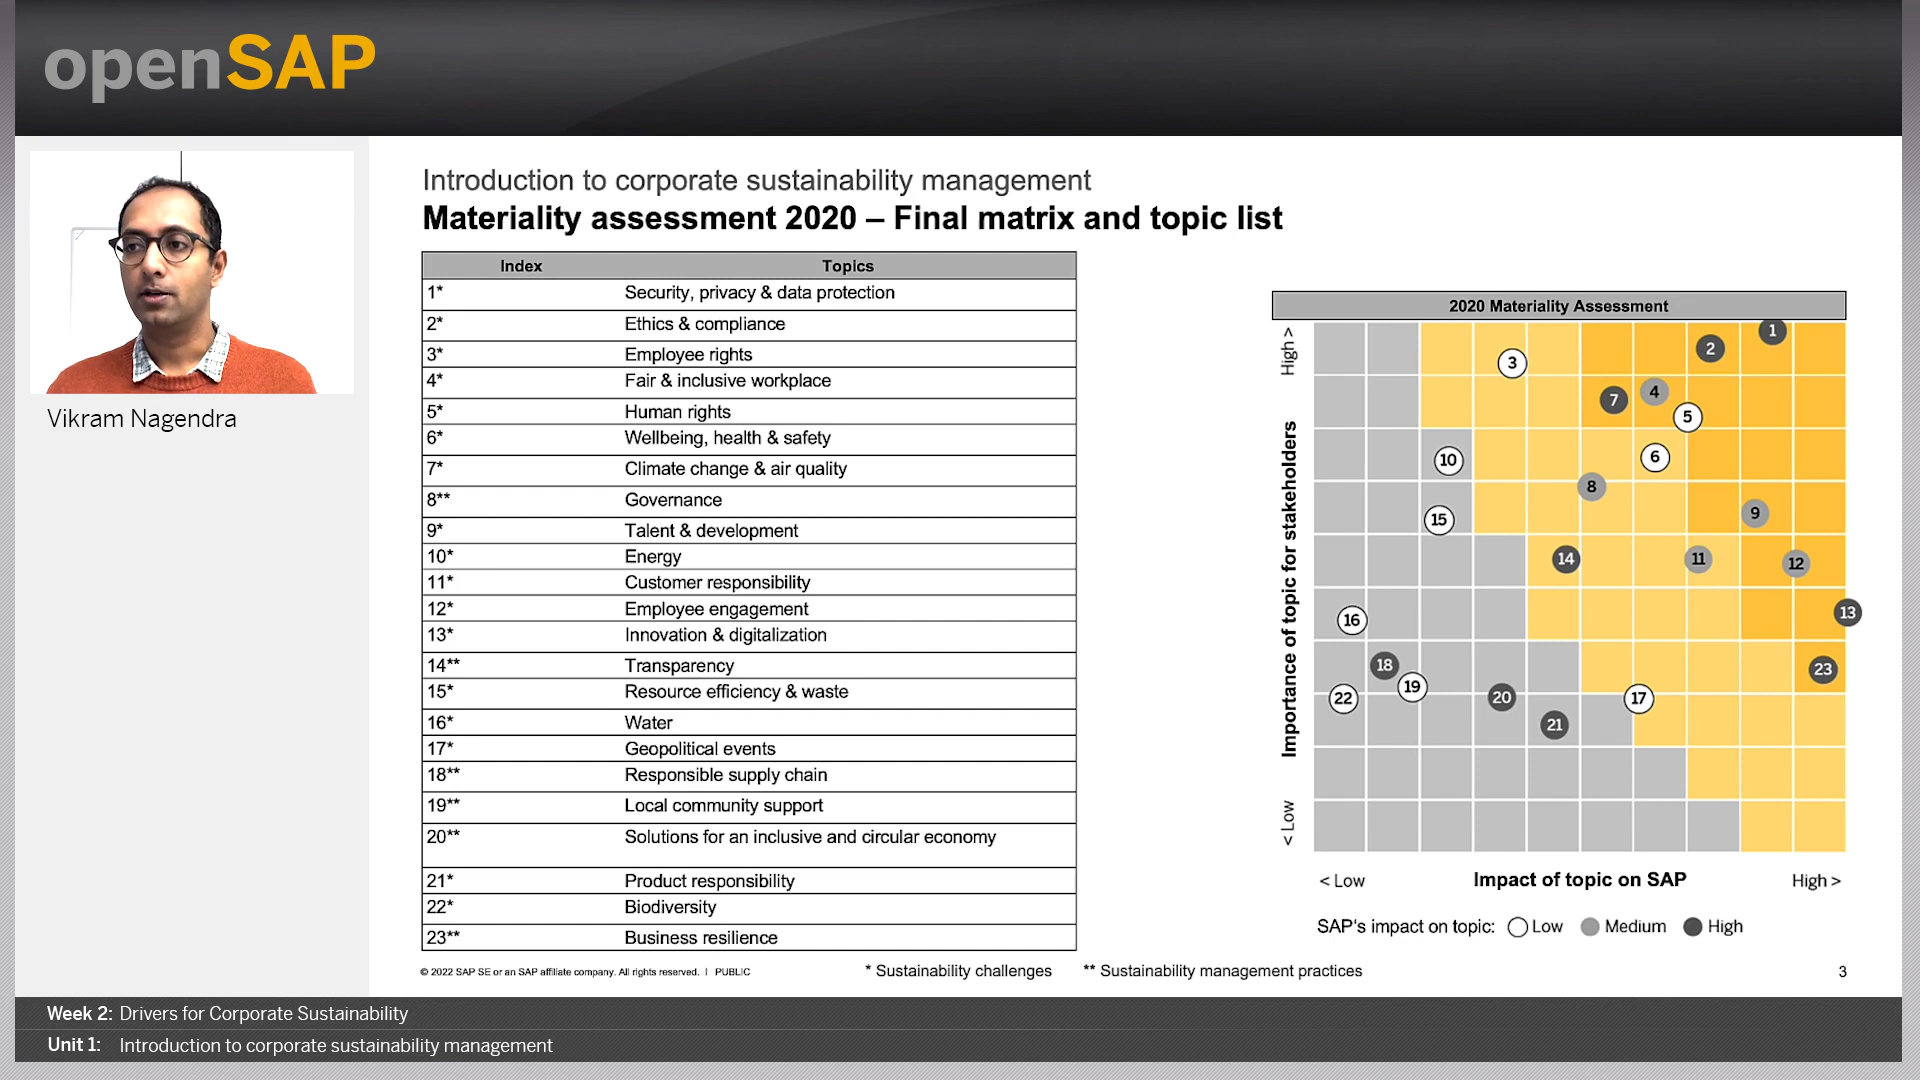 openSAP
Vikram Nagendra
Introduction to corporate sustainability management
Materiality assessment 2020 – Final matrix and topic list
Index Topics
1* Security, privacy & data protection
2* Ethics & compliance
3* Employee rights
4* Fair & inclusive workplace
5* Human rights
6* Wellbeing, health & safety
7* Climate change & air quality
8** Governance
9* Talent & development
10* Energy
11* Customer responsibility
12* Employee engagement
13* Innovation & digitalization
14** Transparency
15* Resource efficiency & waste
16* Water
17* Geopolitical events
18** Responsible supply chain
19** Local community support
20** Solutions for an inclusive and circular economy
21* Product responsibility
22* Biodiversity
23** Business resilience
2020 Materiality Assessment
High >
Importance of topic for stakeholders
< Low
1
2
3
4
7
5
6
10
8
9
15
14
11
12
13
16
18
23
19
22
20
17
21
< Low Impact of topic on SAP High >
SAP's impact on topic: Low Medium High
© 2022 SAP SE or an SAP affiliate company. All rights reserved. I PUBLIC
* Sustainability challenges ** Sustainability management practices
3
Week 2: Drivers for Corporate Sustainability
Unit 1: Introduction to corporate sustainability management